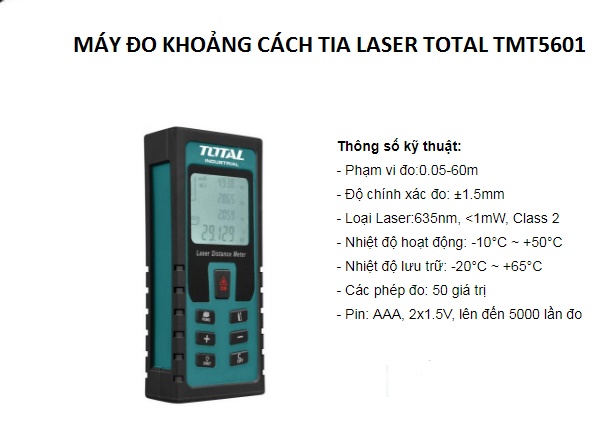 MÁY ĐO KHOẢNG CÁCH TIA LASER TOTAL TMT5601
Thông số kỹ thuật:
- Phạm vi đo:0.05-60m
- Độ chính xác đo: ±1.5mm
- Loại Laser:635nm, <1mW, Class 2
- Nhiệt độ hoạt động: -10°C ~ +50°C
- Nhiệt độ lưu trữ: -20°C ~ +65°C
- Các phép đo: 50 giá trị
- Pin: AAA, 2x1.5V, lên đến 5000 lần đo
TOTAL
INDUSTRIAL
29.129
Laser Distance Meter